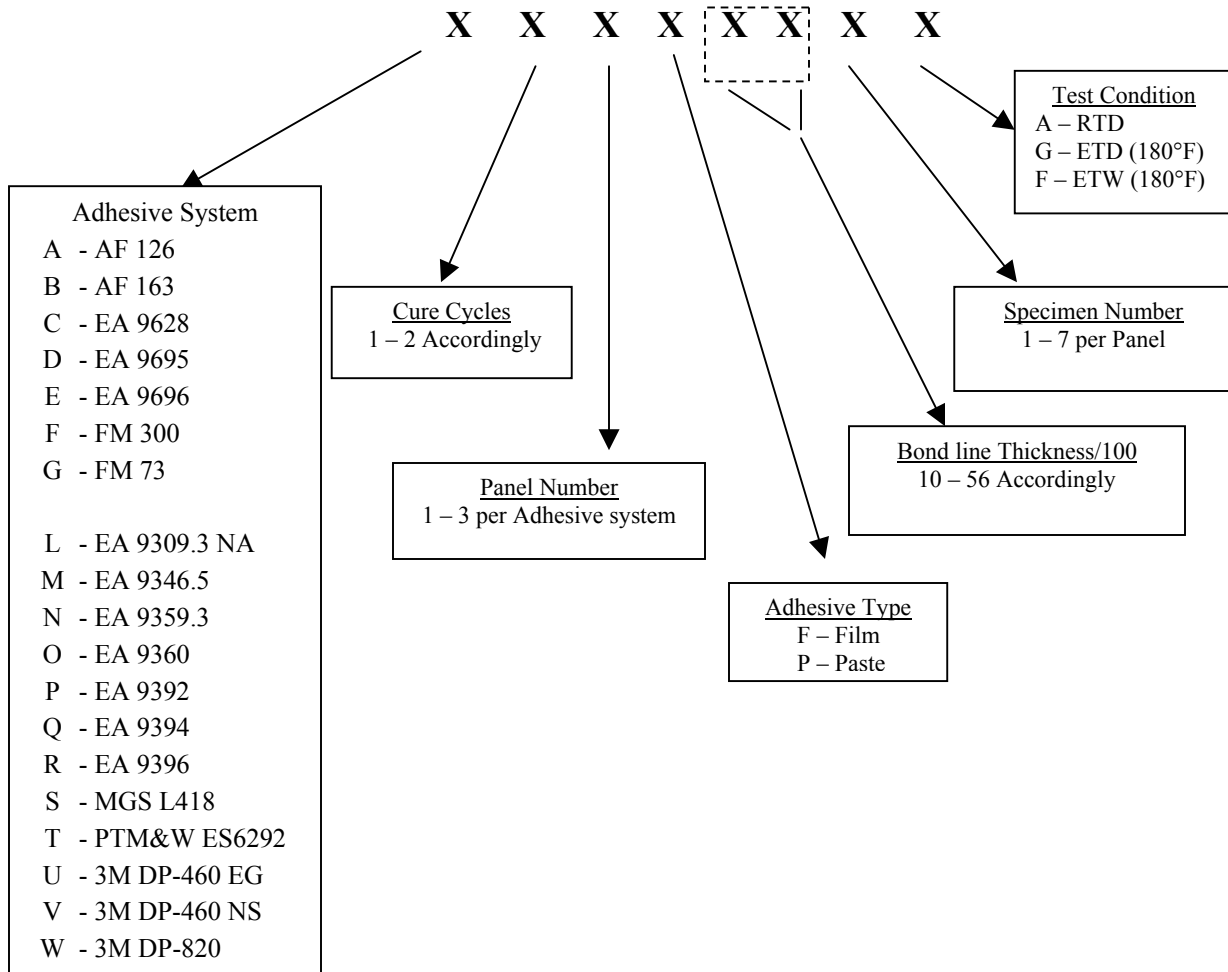 X X X X X X X X
Test Condition
A – RTD
G – ETD (180°F)
F – ETW (180°F)
Adhesive System
A - AF 126
B - AF 163
C - EA 9628
D - EA 9695
E - EA 9696
F - FM 300
G - FM 73
L - EA 9309.3 NA
M - EA 9346.5
N - EA 9359.3
O - EA 9360
P - EA 9392
Q - EA 9394
R - EA 9396
S - MGS L418
T - PTM&W ES6292
U - 3M DP-460 EG
V - 3M DP-460 NS
W - 3M DP-820
Cure Cycles
1 – 2 Accordingly
Specimen Number
1 – 7 per Panel
Panel Number
1 – 3 per Adhesive system
Bond line Thickness/100
10 – 56 Accordingly
Adhesive Type
F – Film
P – Paste